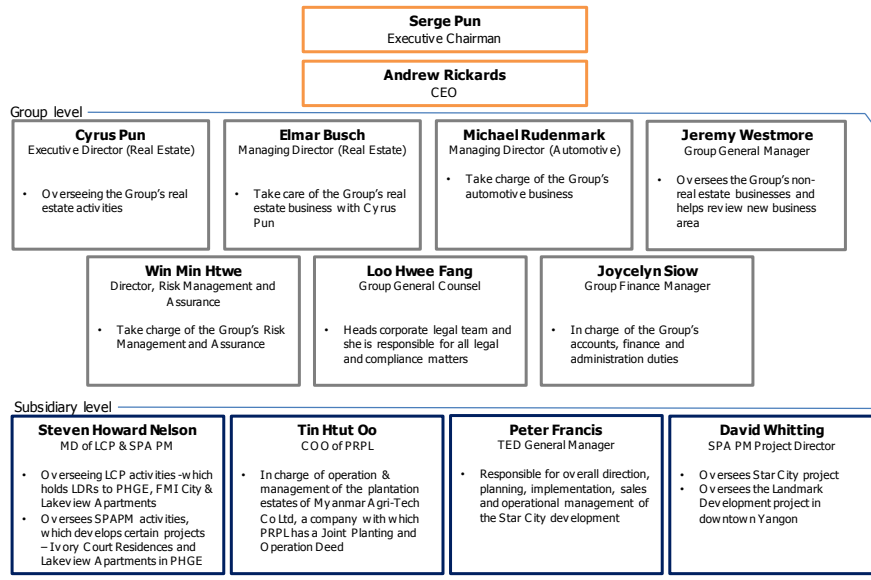 Serge Pun
Executive Chairman
Andrew Rickards
CEO
Group level
Cyrus Pun
Executive Director (Real Estate)
• Overseeing the Group's real
estate activities
Elmar Busch
Managing Director (Real Estate)
• Take care of the Group's real
estate business with Cyrus
Pun
Michael Rudenmark
Managing Director (Automotive)
• Take charge of the Group's
automotive business
Jeremy Westmore
Group General Manager
• Oversees the Group's non-
real estate businesses and
helps review new business
area
Win Min Htwe
Director, Risk Management and
Assurance
• Take charge of the Group's Risk
Management and Assurance
Loo Hwee Fang
Group General Counsel
• Heads corporate legal team and
she is responsible for all legal
and compliance matters
Joycelyn Siow
Group Finance Manager
• In charge of the Group's
accounts, finance and
administration duties
Subsidiary level
Steven Howard Nelson
MD of LCP & SPA PM
• Overseeing LCP activities -which
holds LDRs to PHGE, FMI City &
Lakeview Apartments
• Oversees SPAPM activities,
which develops certain projects
– Ivory Court Residences and
Lakeview Apartments in PHGE
Tin Htut Oo
COO of PRPL
• In charge of operation &
management of the plantation
estates of Myanmar Agri-Tech
Co Ltd, a company with which
PRPL has a Joint Planting and
Operation Deed
Peter Francis
TED General Manager
• Responsible for overall direction,
planning, implementation, sales
and operational management
of the Star City development
David Whitting
SPA PM Project Director
• Oversees Star City project
• Oversees the Landmark
Development project in
downtown Yangon